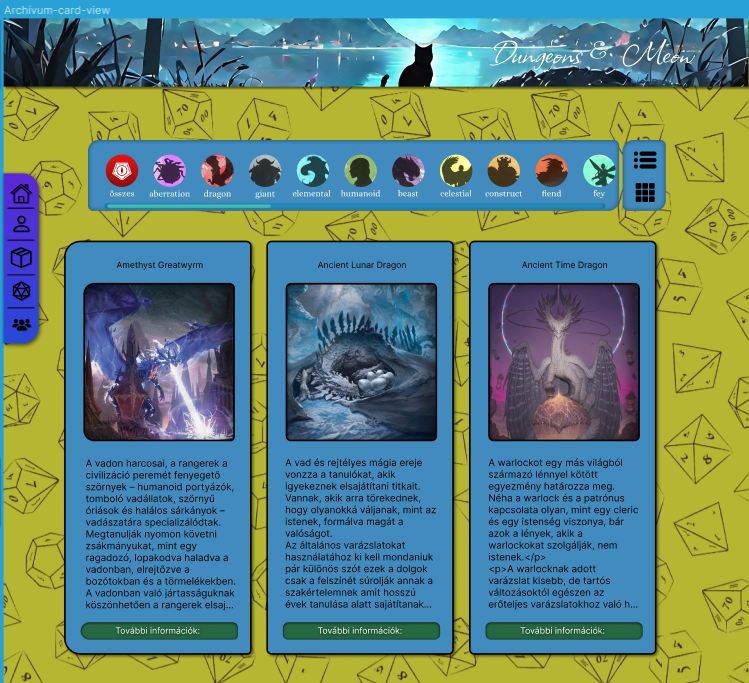 Archívum-card-view
Dungeons & Meow
összes aberration dragon giant elemental humanoid beast celestial construct fiend fey
Amethyst Greatwyrm
A vadon harcosai, a rangerek a
civilizáció peremét fenyegető
szörnyek – humanoid portyázók,
tomboló vadállatok, szörnyű
óriások és halálos sárkányok –
vadászatára specializálódtak.
Megtanulják nyomon követni
zsákmányukat, mint egy
ragadozó, lopakodva haladva a
vadonban, elrejtőzve a
bozótokban és a törmelékekben.
A vadonban való jártasságuknak
köszönhetően a rangerek elsaj...
További információk:
Ancient Lunar Dragon
A vad és rejtélyes mágia ereje
vonzza a tanulókat, akik
igyekeznek elsajátítani titkait.
Vannak, akik arra törekednek,
hogy olyanokká váljanak, mint az
istenek, formálva magát a
valóságot.
Az általános varázslatokat
használatához ki kell mondaniuk
pár különös szót ezek a dolgok
csak a felszínét súrolják annak a
szakértelemnek amit hosszú
évek tanulása alatt sajátítanak...
További információk:
Ancient Time Dragon
A warlockot egy más világból
származó lénnyel kötött
egyezmény határozza meg.
Néha a warlock és a patrónus
kapcsolata olyan, mint egy cleric
és egy istenség viszonya, bár
azok a lények, akik a
warlockokat szolgálják, nem
istenek.</p>
<p>A warlocknak adott
varázslat kisebb, de tartós
változásoktól egészen az
erőteljes varázslatokhoz való h...
További információk: